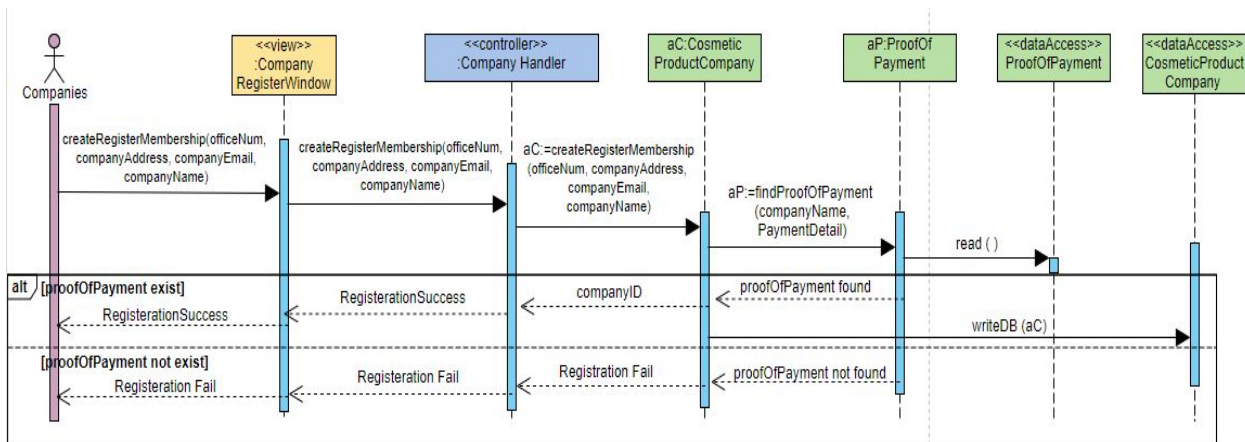 Companies
<<view>>
:Company
RegisterWindow
<<controller>>
:Company Handler
aC:Cosmetic
ProductCompany
aP:ProofOf
Payment
<<dataAccess>>
ProofOfPayment
<<dataAccess>>
CosmeticProduct
Company
createRegisterMembership(officeNum,
companyAddress, companyEmail,
companyName)
createRegisterMembership(officeNum,
companyAddress, companyEmail,
companyName)
aC:=createRegisterMembership
(officeNum, companyAddress,
companyEmail,
companyName)
aP:=findProofOfPayment
(companyName,
PaymentDetail)
read ( )
alt
[proofOfPayment exist]
proofOfPayment found
companyID
RegisterationSuccess
RegisterationSuccess
writeDB (aC)
[proofOfPayment not exist]
proofOfPayment not found
Registration Fail
Registeration Fail
Registeration Fail